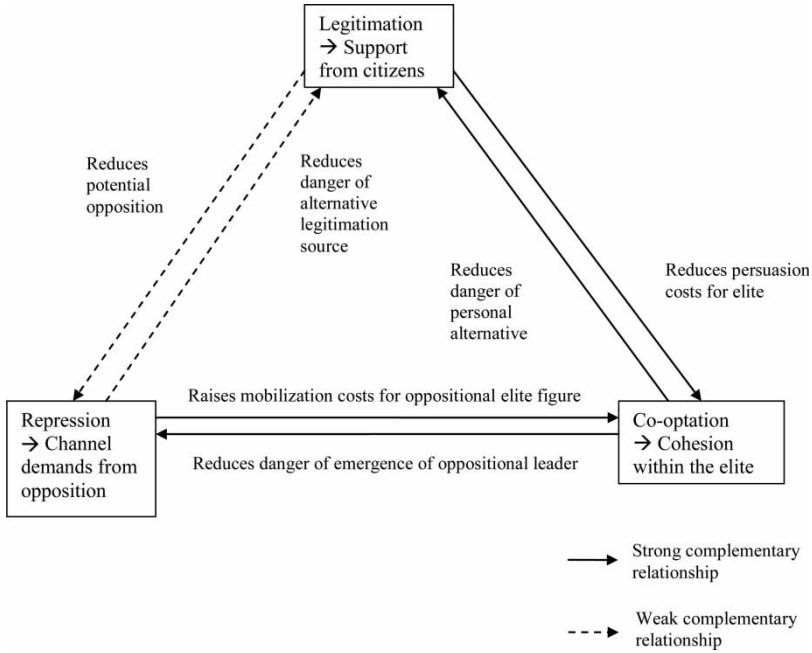 Legitimation
→ Support
from citizens
Reduces
potential
opposition
Reduces
danger of
alternative
legitimation
source
Reduces
danger of
personal
alternative
Reduces persuasion
costs for elite
Raises mobilization costs for oppositional elite figure
Repression
→ Channel
demands from
opposition
Co-optation
→ Cohesion
within the elite
Reduces danger of emergence of oppositional leader
Strong complementary
relationship
Weak complementary
relationship